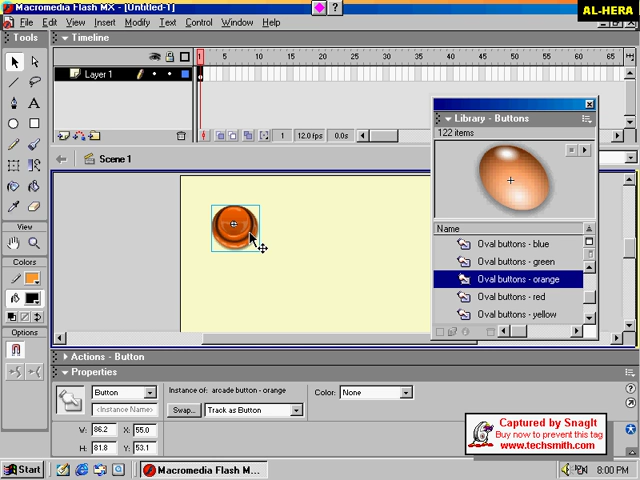 Macromedia Flash MX - [Untitled-1]
AL-HERA
File Edit View Insert Modify Text Control Window Help
Tools
Timeline
1 5 10 15 20 25 30 35 40 45 50 55 60 65
Layer 1
1 12.0 fps 0.0s
Scene 1
Library - Buttons
122 items
Name
Oval buttons - blue
Oval buttons - green
Oval buttons - orange
Oval buttons - red
Oval buttons - yellow
View
Colors
Options
Actions - Button
Properties
Button
Instance of: arcade button - orange
Color: None
<Instance Name>
Swap...
Track as Button
W: 86.2 X: 55.0
H: 81.8 Y: 53.1
Captured by SnagIt
Buy now to prevent this tag
www.techsmith.com
Start
Macromedia Flash M...
8:00 PM